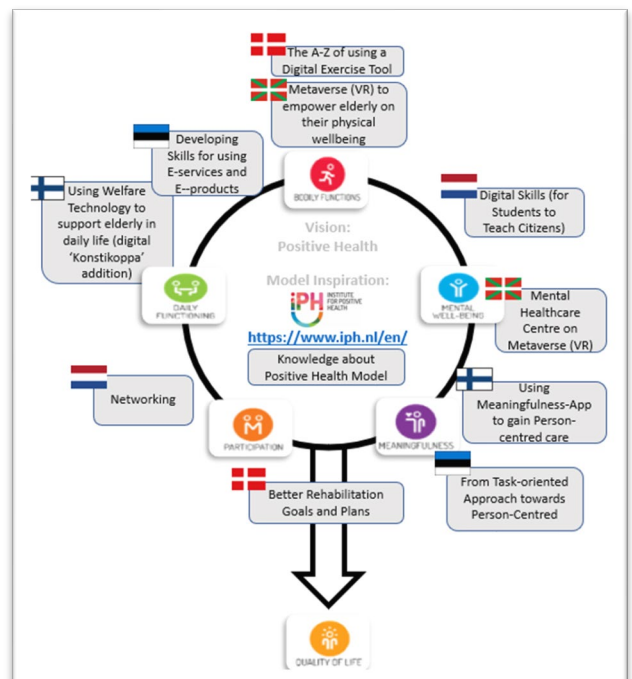 The A-Z of using a
Digital Exercise Tool
Metaverse (VR) to
empower elderly on
their physical
wellbeing
Developing
Skills for using
E-services and
E--products
BODILY FUNCTIONS
Using Welfare
Technology to
support elderly in
daily life (digital
‘Konstikoppa’
addition)
Digital Skills (for
Students to
Teach Citizens)
Vision:
Positive Health
Model Inspiration:
iPH INSTITUTE
FOR POSITIVE
HEALTH
https://www.iph.nl/en/
Knowledge about
Positive Health Model
DAILY
FUNCTIONING
MENTAL
WELL-BEING
Mental
Healthcare
Centre on
Metaverse (VR)
Networking
PARTICIPATION
MEANINGFULNESS
Using
Meaningfulness-App
to gain Person-
centred care
From Task-oriented
Approach towards
Person-Centred
Better Rehabilitation
Goals and Plans
QUALITY OF LIFE